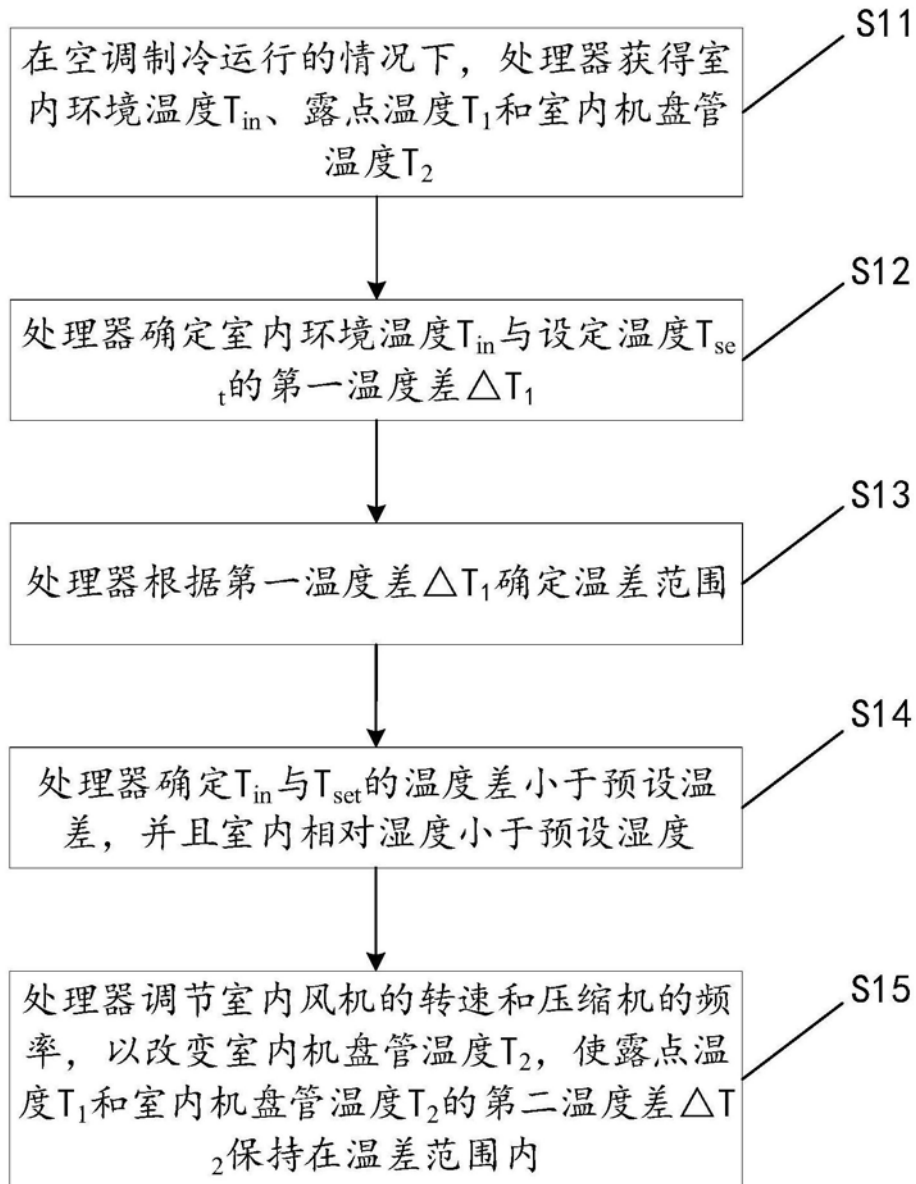 S11
在空调制冷运行的情况下，处理器获得室
内环境温度Tin、露点温度T1和室内机盘管
温度T2
S12
处理器确定室内环境温度Tin与设定温度Tse
t的第一温度差△T1
S13
处理器根据第一温度差△T1确定温差范围
S14
处理器确定Tin与Tset的温度差小于预设温
差，并且室内相对湿度小于预设湿度
S15
处理器调节室内风机的转速和压缩机的频
率，以改变室内机盘管温度T2，使露点温
度T1和室内机盘管温度T2的第二温度差△T
2保持在温差范围内